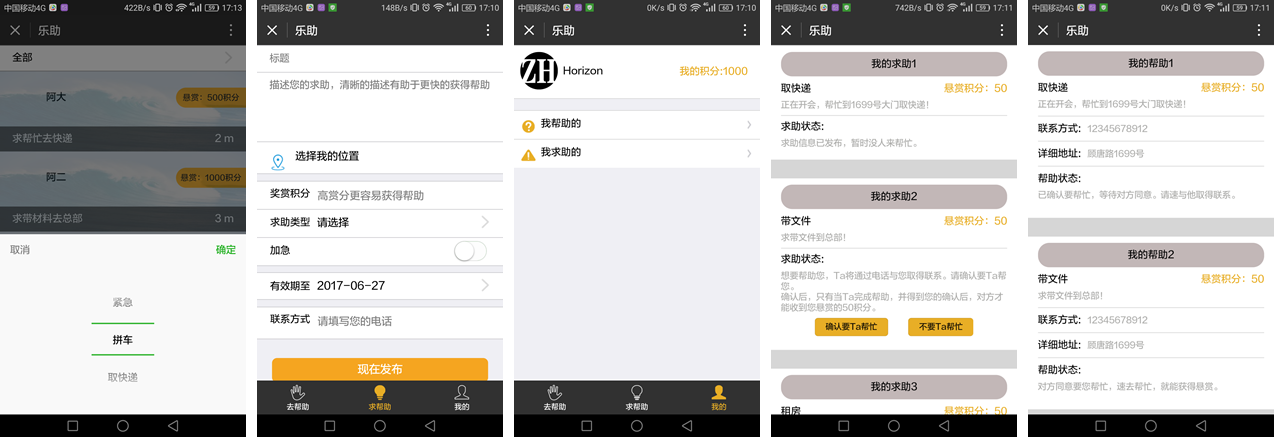 中国移动4G 422B/s 4G 59 17:13
乐助
全部
阿大 悬赏：500积分
求帮忙去快递 2 m
阿二 悬赏：1000积分
求带材料去总部 3 m
取消 确定
紧急
拼车
取快递
中国移动4G 148B/s 4G 60 17:10
乐助
标题
描述您的求助，清晰的描述有助于更快的获得帮助
选择我的位置
奖赏积分 高赏分更容易获得帮助
求助类型 请选择
加急
有效期至 2017-06-27
联系方式 请填写您的电话
现在发布
去帮助 求帮助 我的
中国移动4G 0K/s 4G 60 17:10
乐助
ZH Horizon 我的积分:1000
我帮助的
我求助的
去帮助 求帮助 我的
中国移动4G 742B/s 4G 59 17:11
乐助
我的求助1
取快递 悬赏积分：50
正在开会，帮忙到1699号大门取快递！
求助状态：
求助信息已发布，暂时没人来帮忙。
我的求助2
带文件 悬赏积分：50
求带文件到总部！
求助状态：
想要帮助您，Ta将通过电话与您取得联系。请确认要Ta帮
您。
确认后，只有当Ta完成帮助，并得到您的确认后，对方才
能收到您悬赏的50积分。
确认要Ta帮忙 不要Ta帮忙
我的求助3
租房 悬赏积分：50
中国移动4G 0K/s 4G 59 17:11
乐助
我的帮助1
取快递 悬赏积分：50
正在开会，帮忙到1699号大门取快递！
联系方式：12345678912
详细地址：顾唐路1699号
帮助状态：
已确认要帮忙，等待对方同意。请速与他取得联系。
我的帮助2
带文件 悬赏积分：50
求带文件到总部！
联系方式：12345678912
详细地址：顾唐路1699号
帮助状态：
对方同意要您帮忙，速去帮忙，就能获得悬赏。